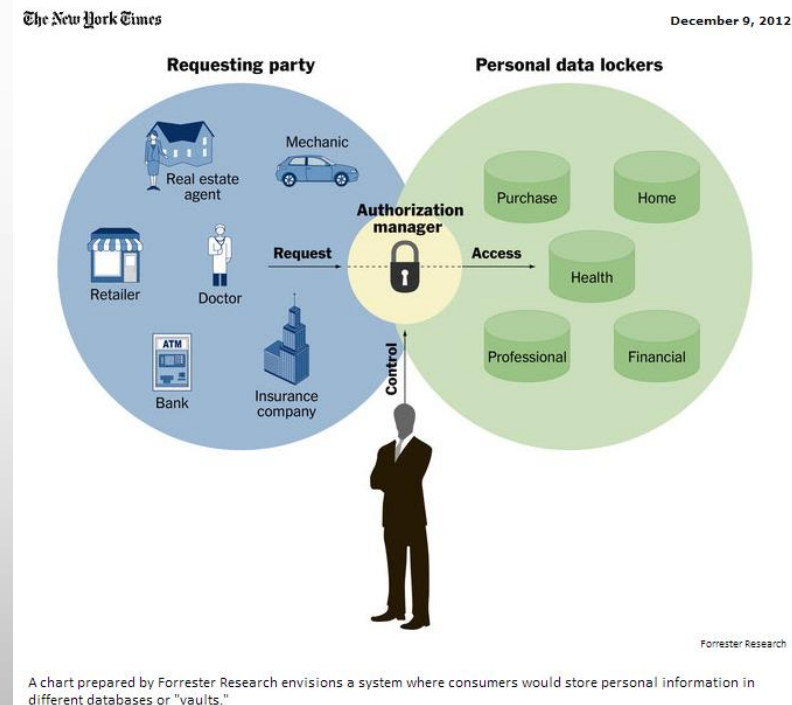 The New York Times
December 9, 2012
Requesting party
Personal data lockers
Real estate
agent
Mechanic
Retailer
Doctor
ATM
Bank
Insurance
company
Request
Authorization
manager
Access
Control
Purchase
Home
Health
Professional
Financial
Forrester Research
A chart prepared by Forrester Research envisions a system where consumers would store personal information in
different databases or "vaults."